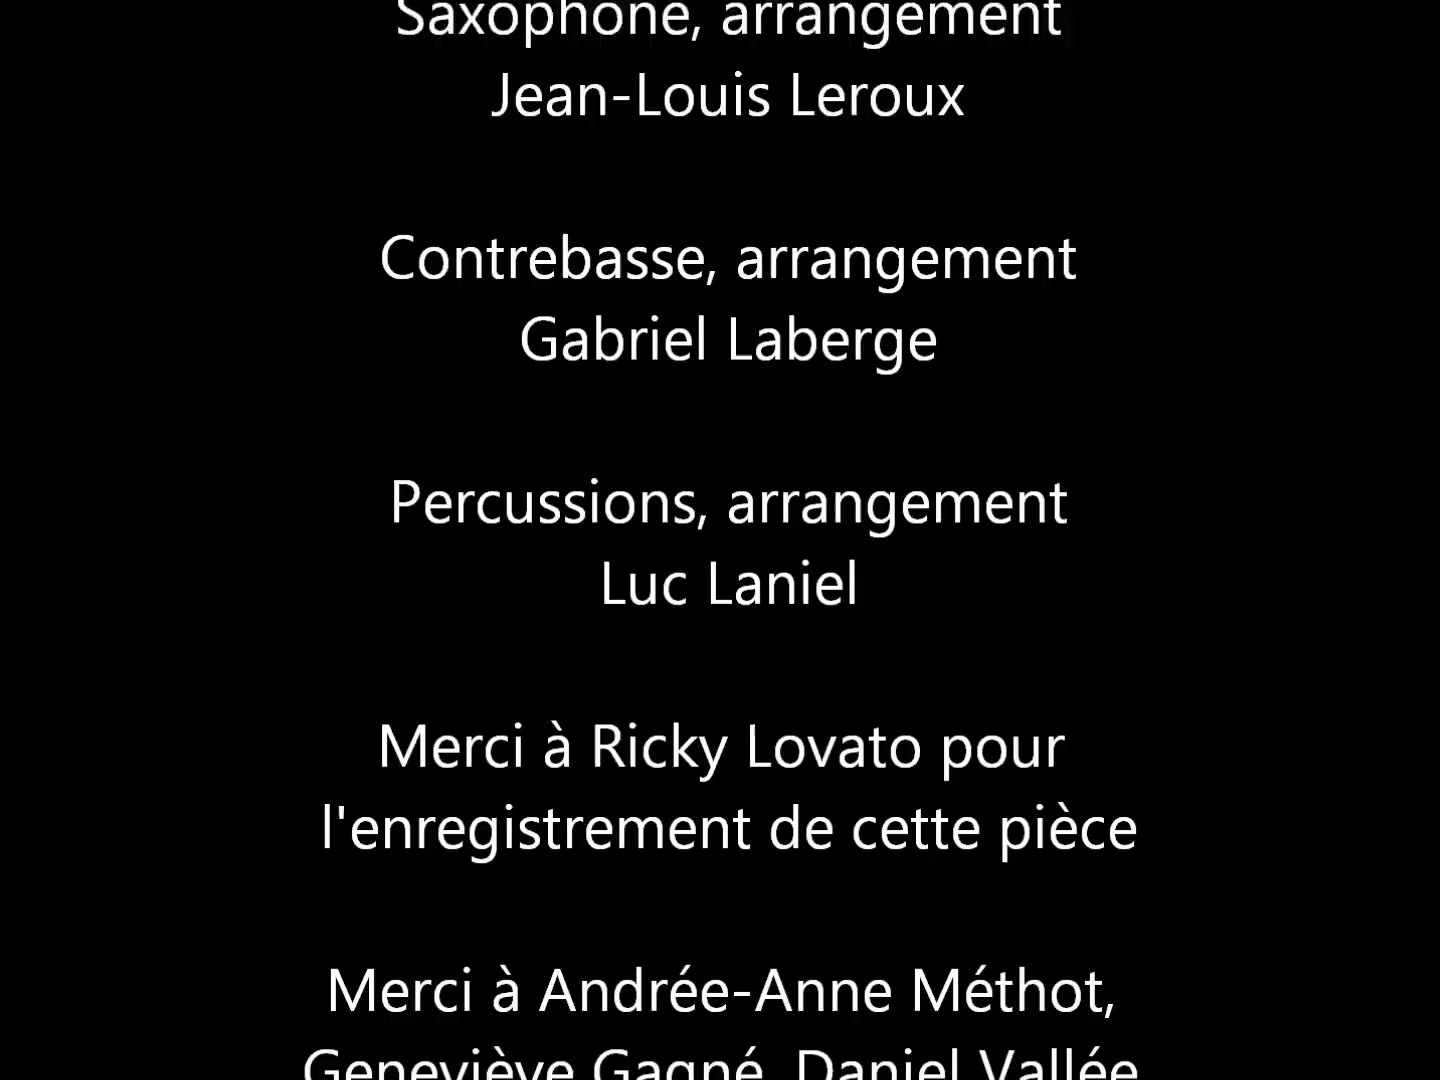 Saxophone, arrangement
Jean-Louis Leroux
Contrebasse, arrangement
Gabriel Laberge
Percussions, arrangement
Luc Laniel
Merci à Ricky Lovato pour
l'enregistrement de cette pièce
Merci à Andrée-Anne Méthot,
Geneviève Gagné, Daniel Vallée